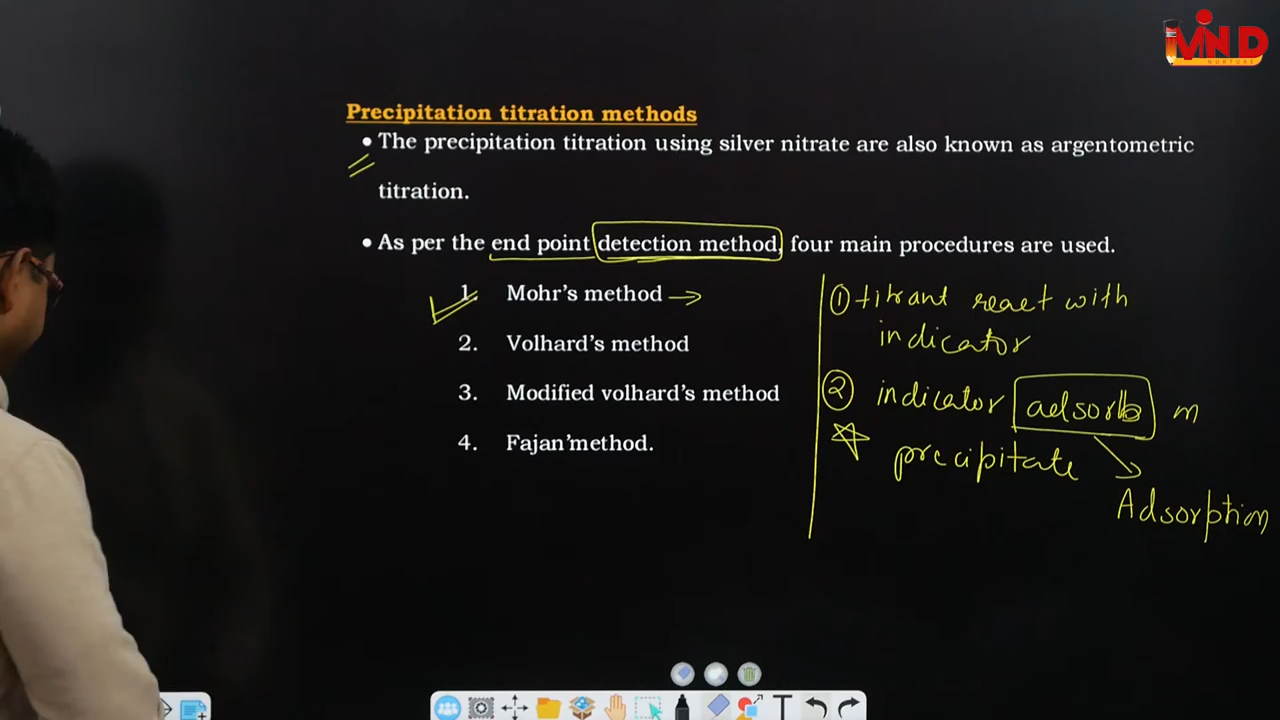 MIND
NURTURE
Precipitation titration methods
• The precipitation titration using silver nitrate are also known as argentometric
titration.
• As per the end point detection method, four main procedures are used.
1. Mohr's method →
2. Volhard's method
3. Modified volhard's method
4. Fajan'method.
① titrant react with
indicator
② indicator adsorb m
precipitate
Adsorption